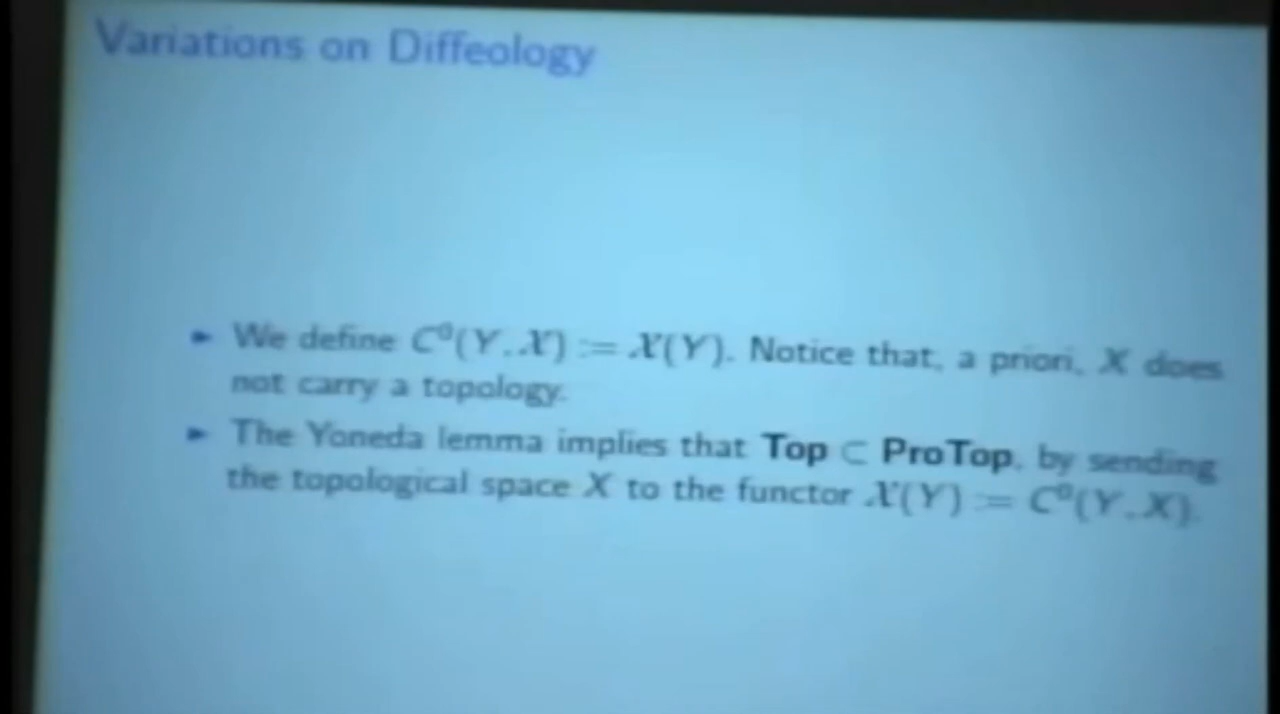 Variations on Diffeology
► We define C⁰(Y, 𝒳) := 𝒳(Y). Notice that, a priori, X does
not carry a topology.
► The Yoneda lemma implies that Top ⊂ ProTop, by sending
the topological space X to the functor 𝒳(Y) := C⁰(Y, X).